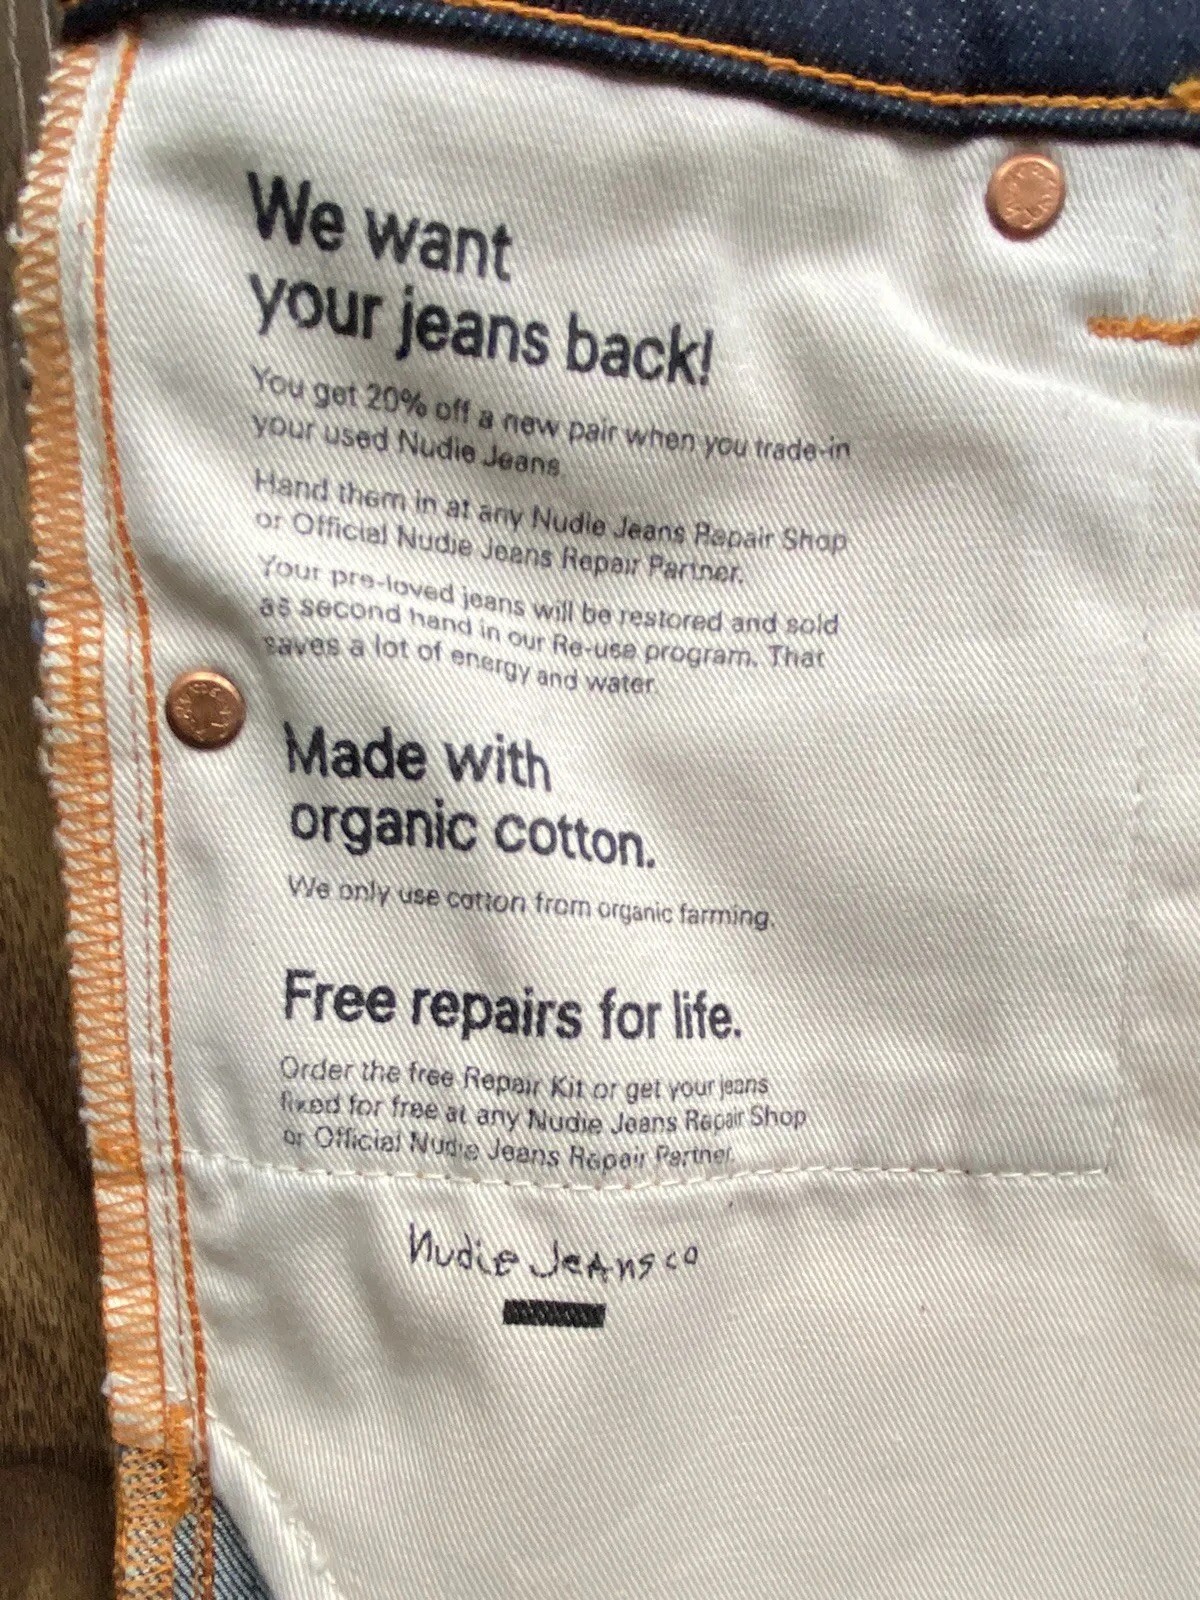 We want
your jeans back!
You get 20% off a new pair when you trade-in
your used Nudie Jeans.
Hand them in at any Nudie Jeans Repair Shop
or Official Nudie Jeans Repair Partner.
Your pre-loved jeans will be restored and sold
as second hand in our Re-use program. That
saves a lot of energy and water.
Made with
organic cotton.
We only use cotton from organic farming.
Free repairs for life.
Order the free Repair Kit or get your jeans
fixed for free at any Nudie Jeans Repair Shop
or Official Nudie Jeans Repair Partner.
Nudie Jeans co